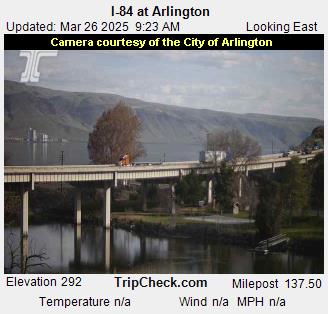 I-84 at Arlington
Updated: Mar 26 2025 9:23 AM Looking East
Camera courtesy of the City of Arlington
Elevation 292 TripCheck.com Milepost 137.50
Temperature n/a Wind n/a MPH n/a